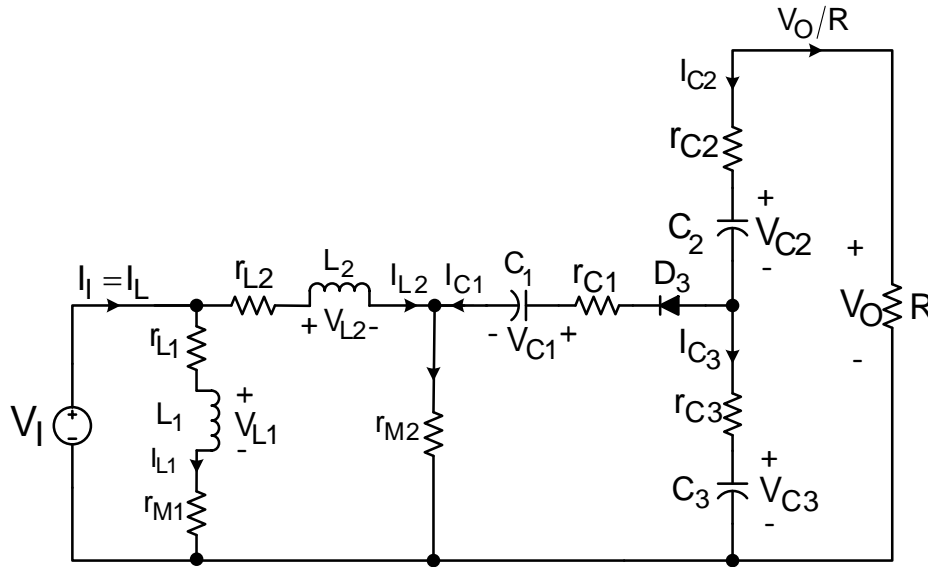 V_O/R
I_C2
r_C2
C_2
+
V_C2
-
L_2
r_L2
I_L2
I_C1
C_1
r_C1
D_3
I_I = I_L
+ V_L2 -
- V_C1 +
+
V_O
-
R
I_C3
r_L1
L_1
+
V_L1
-
V_I
+
-
r_M2
r_C3
I_L1
r_M1
C_3
+
V_C3
-